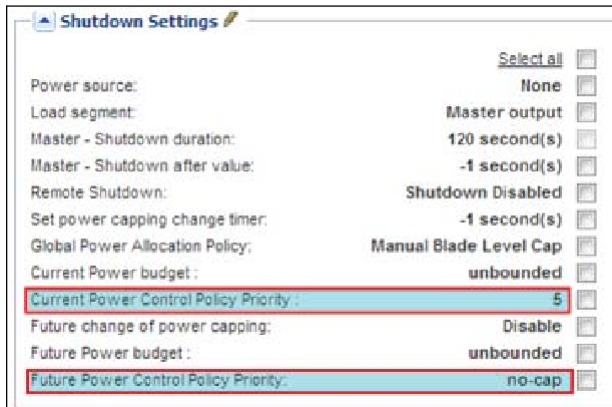 Shutdown Settings
Select all
Power source: None
Load segment: Master output
Master - Shutdown duration: 120 second(s)
Master - Shutdown after value: -1 second(s)
Remote Shutdown: Shutdown Disabled
Set power capping change timer: -1 second(s)
Global Power Allocation Policy: Manual Blade Level Cap
Current Power budget : unbounded
Current Power Control Policy Priority : 5
Future change of power capping: Disable
Future Power budget : unbounded
Future Power Control Policy Priority: no-cap